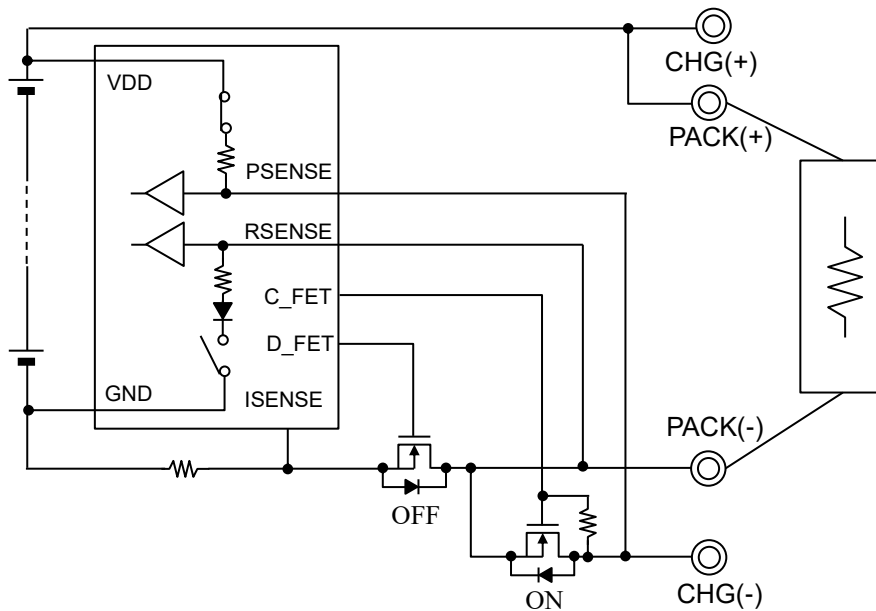 CHG(+)
VDD
PACK(+)
PSENSE
RSENSE
C_FET
D_FET
GND
ISENSE
PACK(-)
OFF
CHG(-)
ON